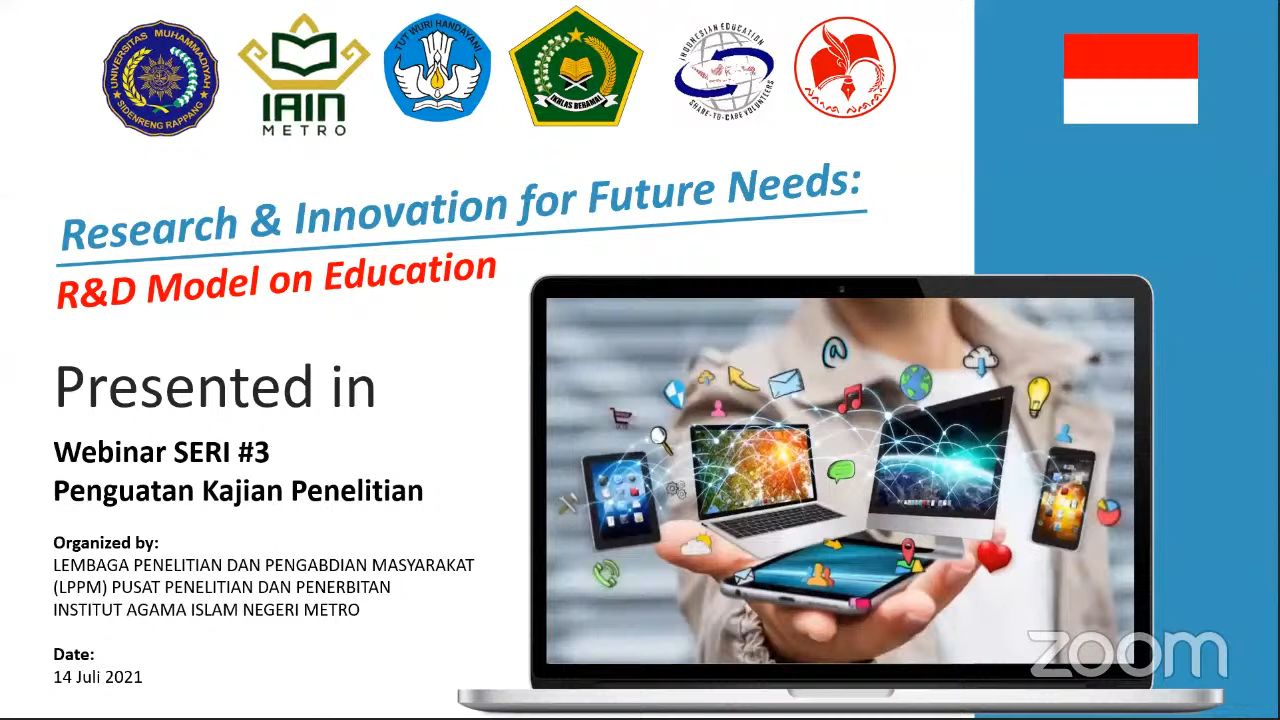 UNIVERSITAS MUHAMMADIYAH
SIDENRENG RAPPANG
IAIN
METRO
TUT WURI HANDAYANI
IKHLAS BERAMAL
INDONESIAN EDUCATION
SHARE-TO-CARE VOLUNTEERS
Research & Innovation for Future Needs:
R&D Model on Education
Presented in
Webinar SERI #3
Penguatan Kajian Penelitian
Organized by:
LEMBAGA PENELITIAN DAN PENGABDIAN MASYARAKAT
(LPPM) PUSAT PENELITIAN DAN PENERBITAN
INSTITUT AGAMA ISLAM NEGERI METRO
Date:
14 Juli 2021
zoom